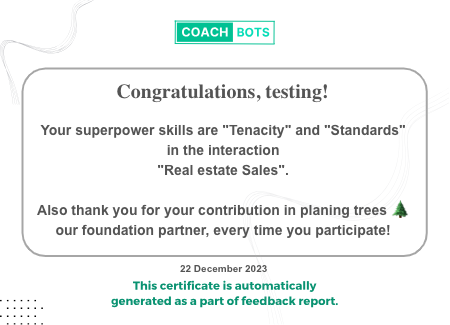 COACH BOTS
Congratulations, testing!
Your superpower skills are "Tenacity" and "Standards"
in the interaction
"Real estate Sales".
Also thank you for your contribution in planing trees 🌲
our foundation partner, every time you participate!
22 December 2023
This certificate is automatically
generated as a part of feedback report.